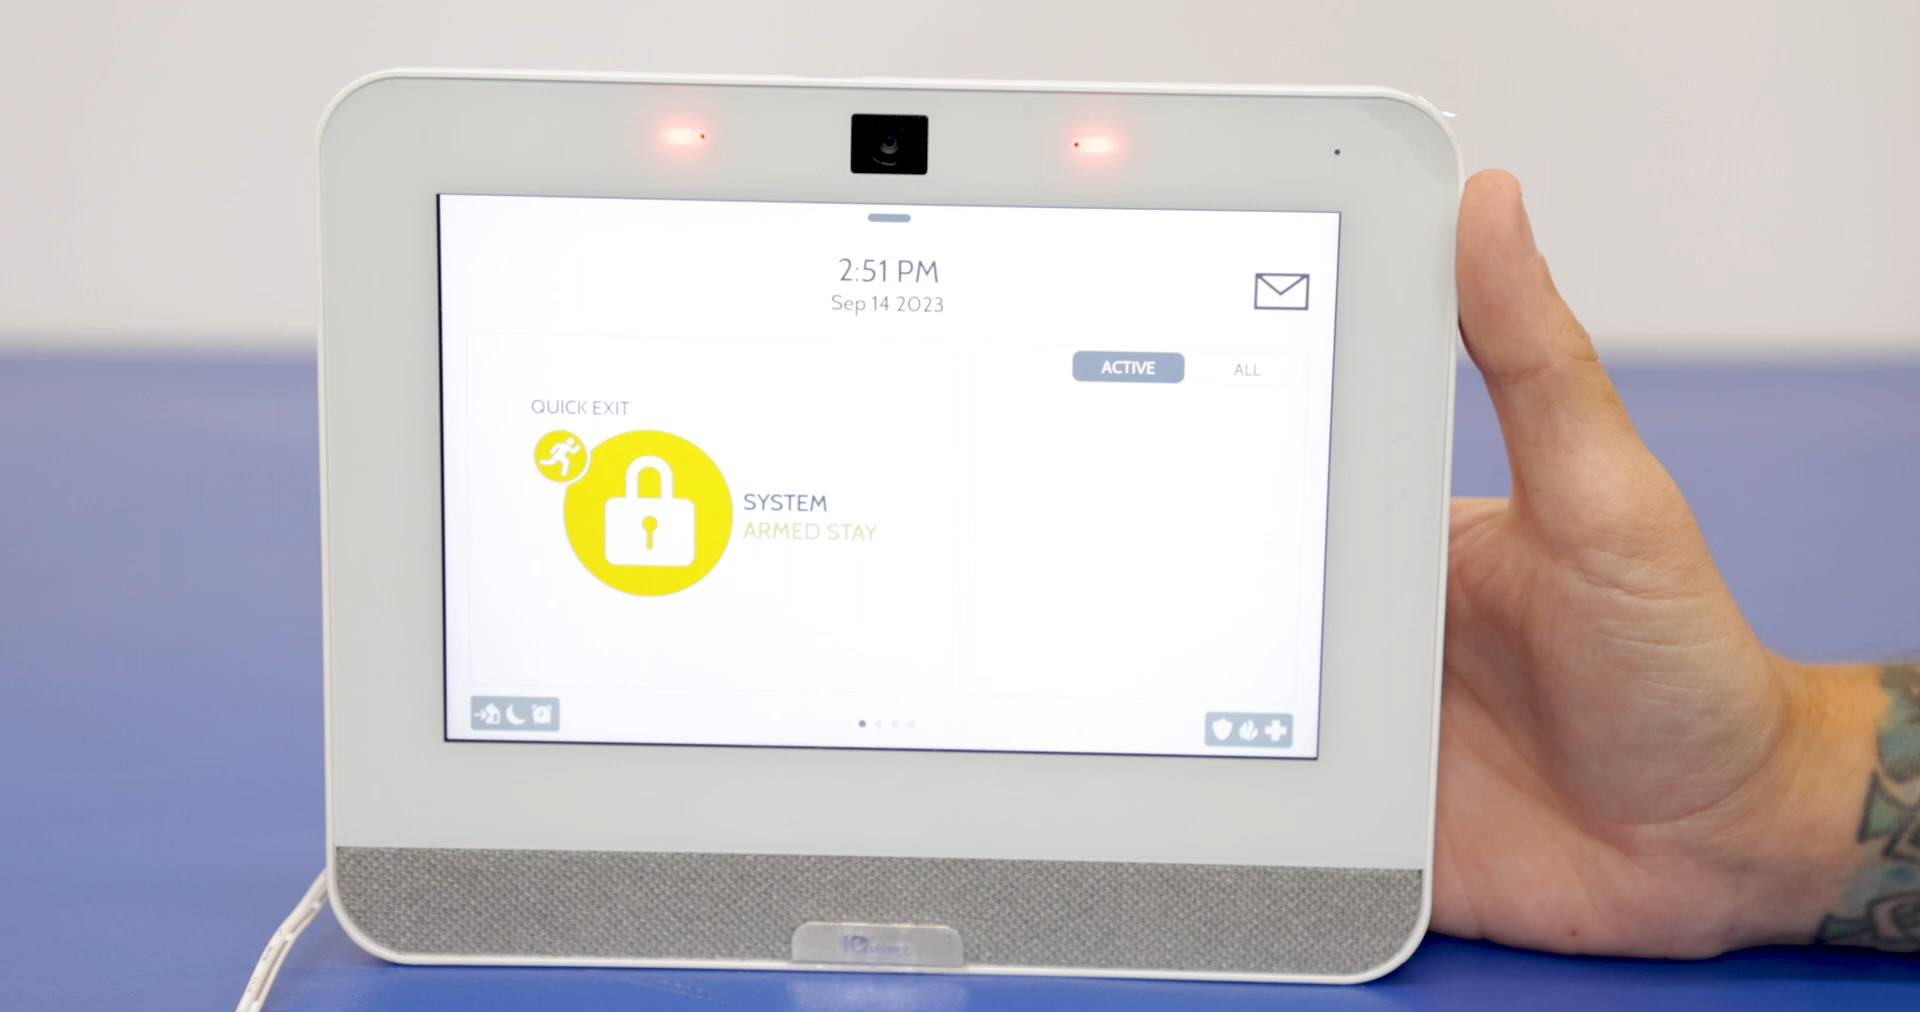 2:51 PM
Sep 14 2023
ACTIVE
ALL
QUICK EXIT
SYSTEM
ARMED STAY